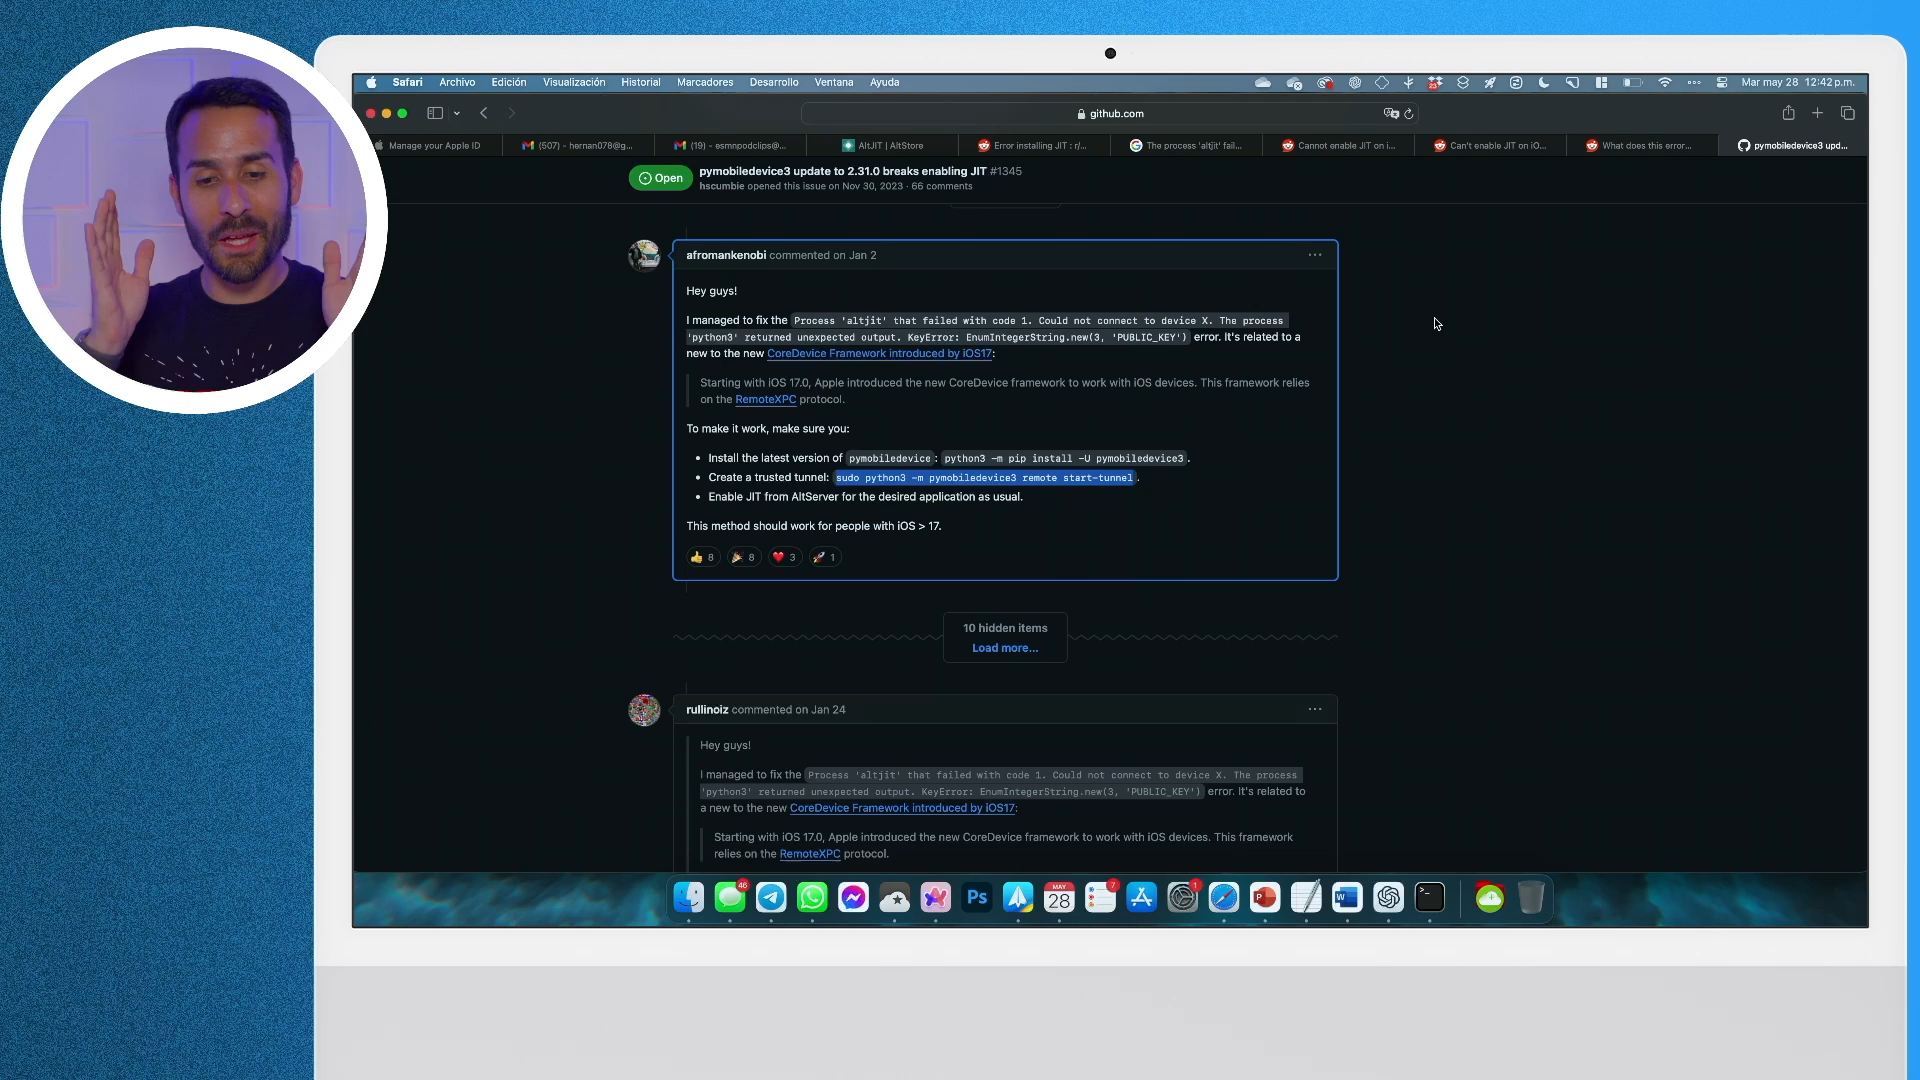 Safari Archivo Edición Visualización Historial Marcadores Desarrollo Ventana Ayuda
23
Mar may 28 12:42 p.m.
github.com
Manage your Apple ID
(507) - hernan078@g...
(19) - esmnpodclips@...
AltJIT | AltStore
Error installing JIT : r/...
The process 'altjit' fail...
Cannot enable JIT on i...
Can't enable JIT on iO...
What does this error...
pymobiledevice3 upd...
Open
pymobiledevice3 update to 2.31.0 breaks enabling JIT #1345
hscumbie opened this issue on Nov 30, 2023 · 66 comments
afromankenobi commented on Jan 2
Hey guys!
I managed to fix the Process 'altjit' that failed with code 1. Could not connect to device X. The process
'python3' returned unexpected output. KeyError: EnumIntegerString.new(3, 'PUBLIC_KEY') error. It's related to a
new to the new CoreDevice Framework introduced by iOS17:
Starting with iOS 17.0, Apple introduced the new CoreDevice framework to work with iOS devices. This framework relies
on the RemoteXPC protocol.
To make it work, make sure you:
• Install the latest version of pymobiledevice: python3 -m pip install -U pymobiledevice3.
• Create a trusted tunnel: sudo python3 -m pymobiledevice3 remote start-tunnel.
• Enable JIT from AltServer for the desired application as usual.
This method should work for people with iOS > 17.
👍 8 🎉 8 ❤️ 3 🚀 1
10 hidden items
Load more...
rullinoiz commented on Jan 24
Hey guys!
I managed to fix the Process 'altjit' that failed with code 1. Could not connect to device X. The process
'python3' returned unexpected output. KeyError: EnumIntegerString.new(3, 'PUBLIC_KEY') error. It's related to
a new to the new CoreDevice Framework introduced by iOS17:
Starting with iOS 17.0, Apple introduced the new CoreDevice framework to work with iOS devices. This framework
relies on the RemoteXPC protocol.
46
Ps
MAY
28
7
1
P
W
>_